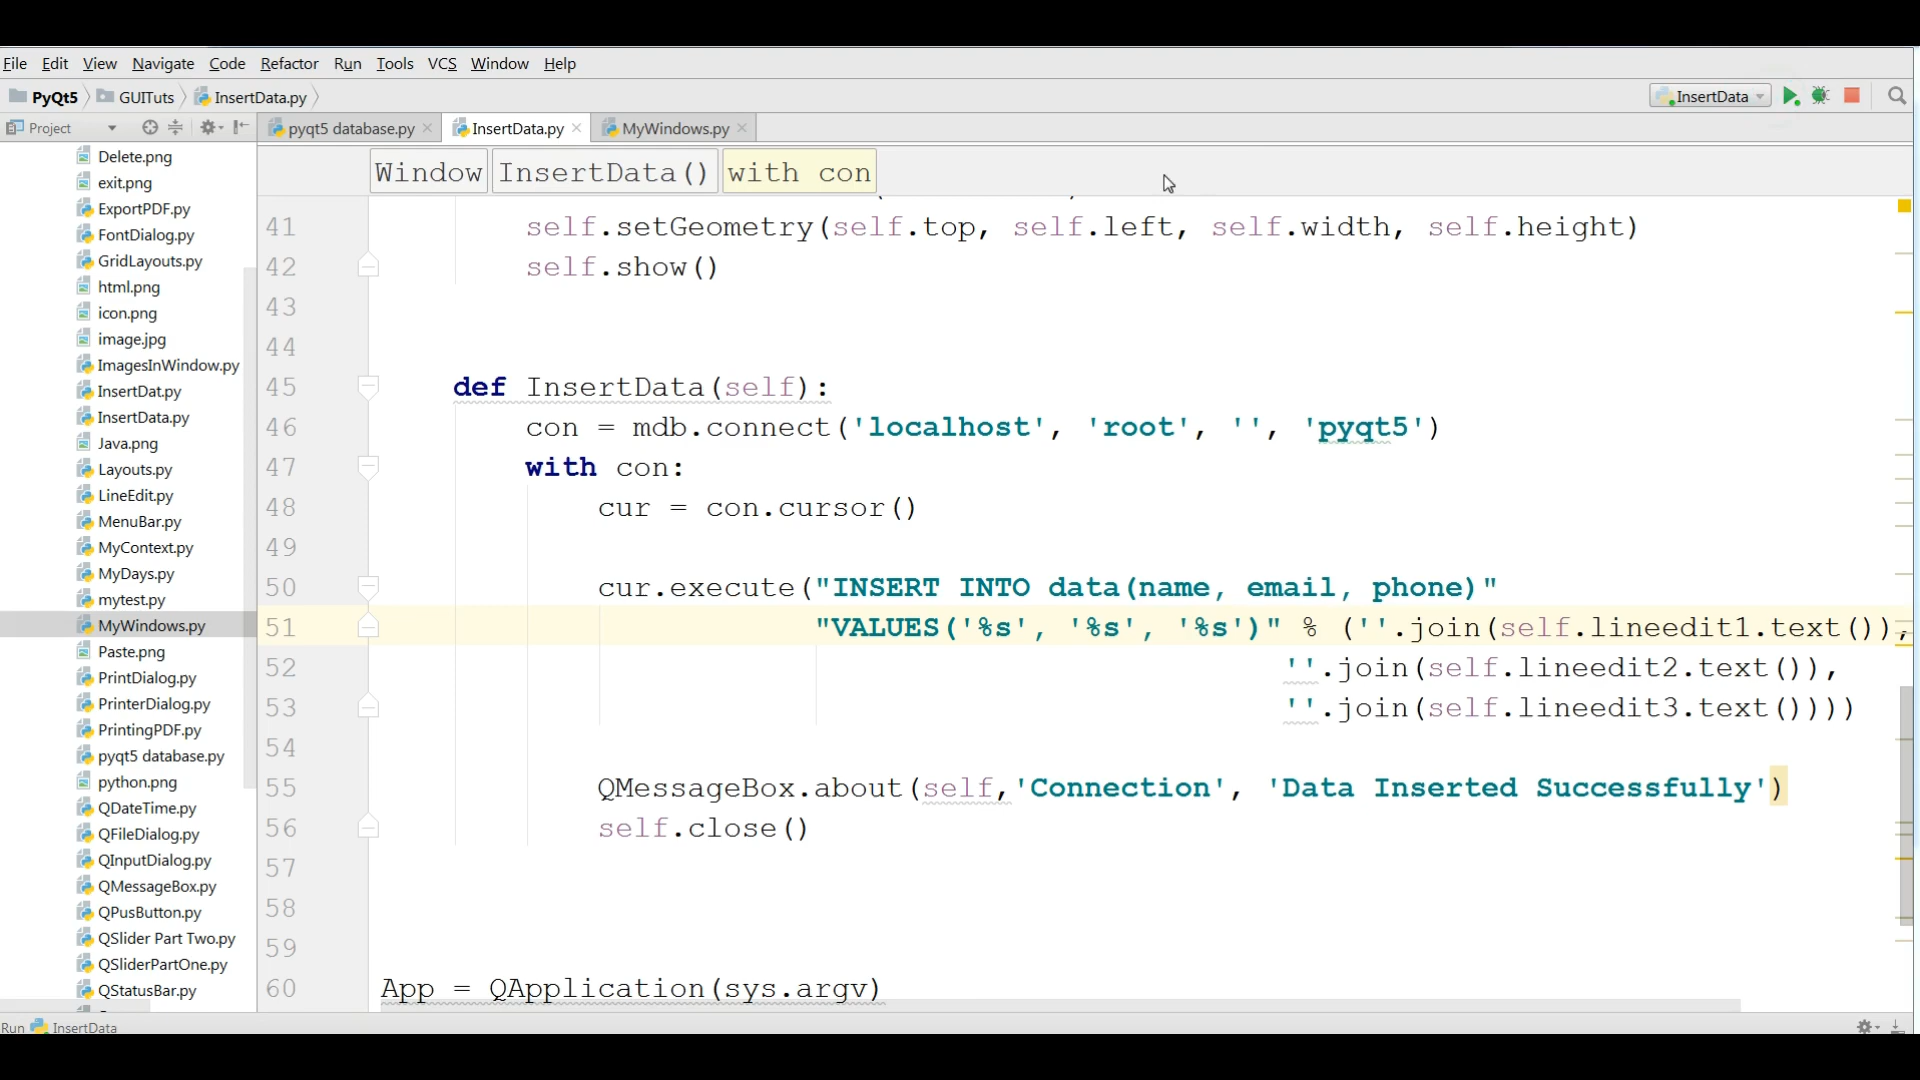 File Edit View Navigate Code Refactor Run Tools VCS Window Help
PyQt5 GUITuts InsertData.py InsertData
Project pyqt5 database.py InsertData.py MyWindows.py
Window InsertData() with con
Delete.png
exit.png
ExportPDF.py
FontDialog.py
GridLayouts.py
html.png
icon.png
image.jpg
ImagesInWindow.py
InsertDat.py
InsertData.py
Java.png
Layouts.py
LineEdit.py
MenuBar.py
MyContext.py
MyDays.py
mytest.py
MyWindows.py
Paste.png
PrintDialog.py
PrinterDialog.py
PrintingPDF.py
pyqt5 database.py
python.png
QDateTime.py
QFileDialog.py
QInputDialog.py
QMessageBox.py
QPusButton.py
QSlider Part Two.py
QSliderPartOne.py
QStatusBar.py
41 self.setGeometry(self.top, self.left, self.width, self.height)
42 self.show()
43
44
45 def InsertData(self):
46 con = mdb.connect('localhost', 'root', '', 'pyqt5')
47 with con:
48 cur = con.cursor()
49
50 cur.execute("INSERT INTO data(name, email, phone)"
51 "VALUES('%s', '%s', '%s')" % (''.join(self.lineedit1.text()),
52 ''.join(self.lineedit2.text()),
53 ''.join(self.lineedit3.text())))
54
55 QMessageBox.about(self,'Connection', 'Data Inserted Successfully')
56 self.close()
57
58
59
60 App = QApplication(sys.argv)
Run InsertData